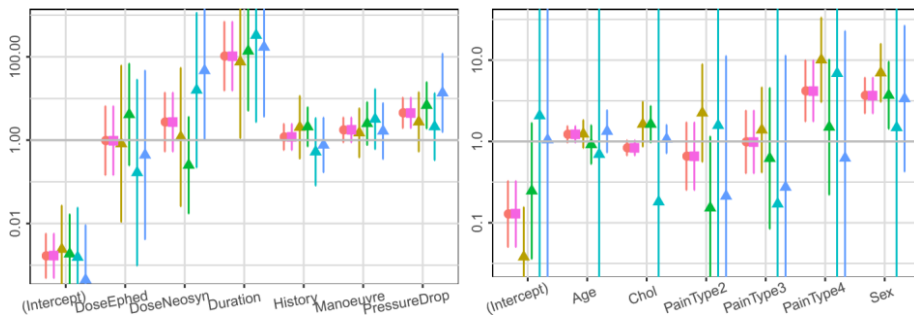 100.00
1.00
0.01
(Intercept)
DoseEphed
DoseNeosyn
Duration
History
Manoeuvre
PressureDrop
10.0
1.0
0.1
(Intercept)
Age
Chol
PainType2
PainType3
PainType4
Sex